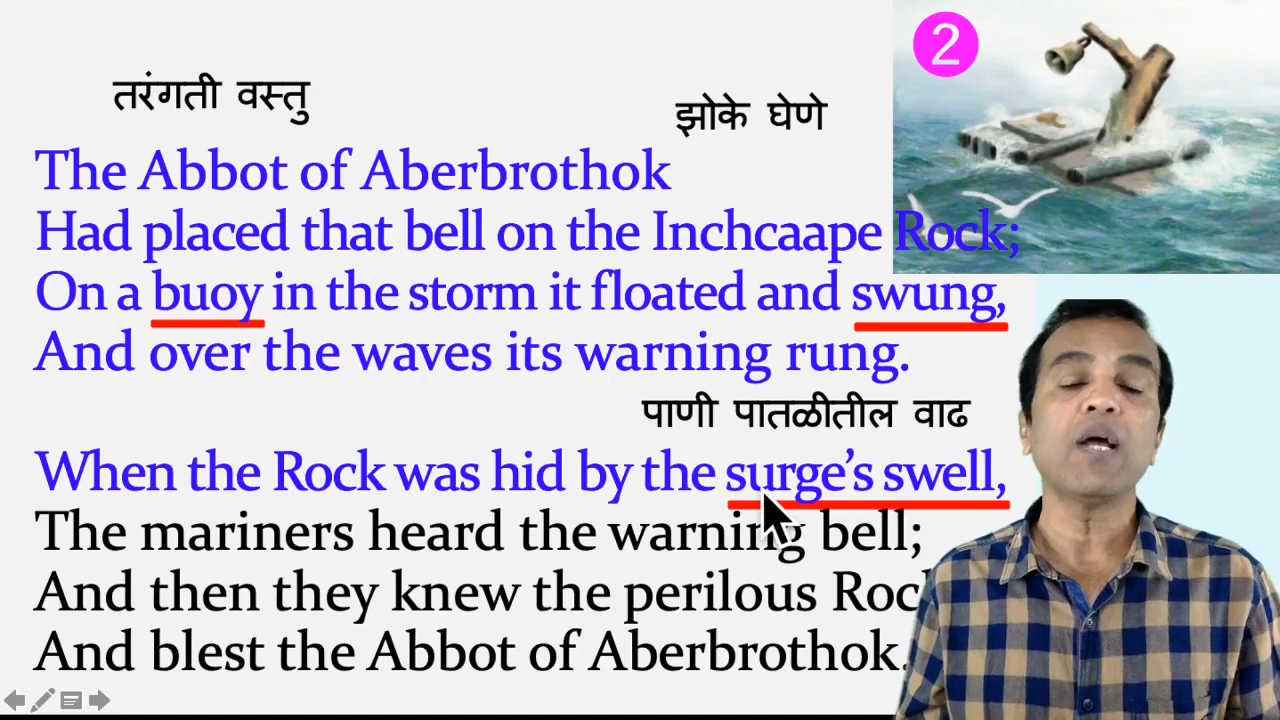 2
तरंगती वस्तु
झोके घेणे
The Abbot of Aberbrothok
Had placed that bell on the Inchcaape Rock;
On a buoy in the storm it floated and swung,
And over the waves its warning rung.
पाणी पातळीतील वाढ
When the Rock was hid by the surge's swell,
The mariners heard the warning bell;
And then they knew the perilous Roc
And blest the Abbot of Aberbrothok.